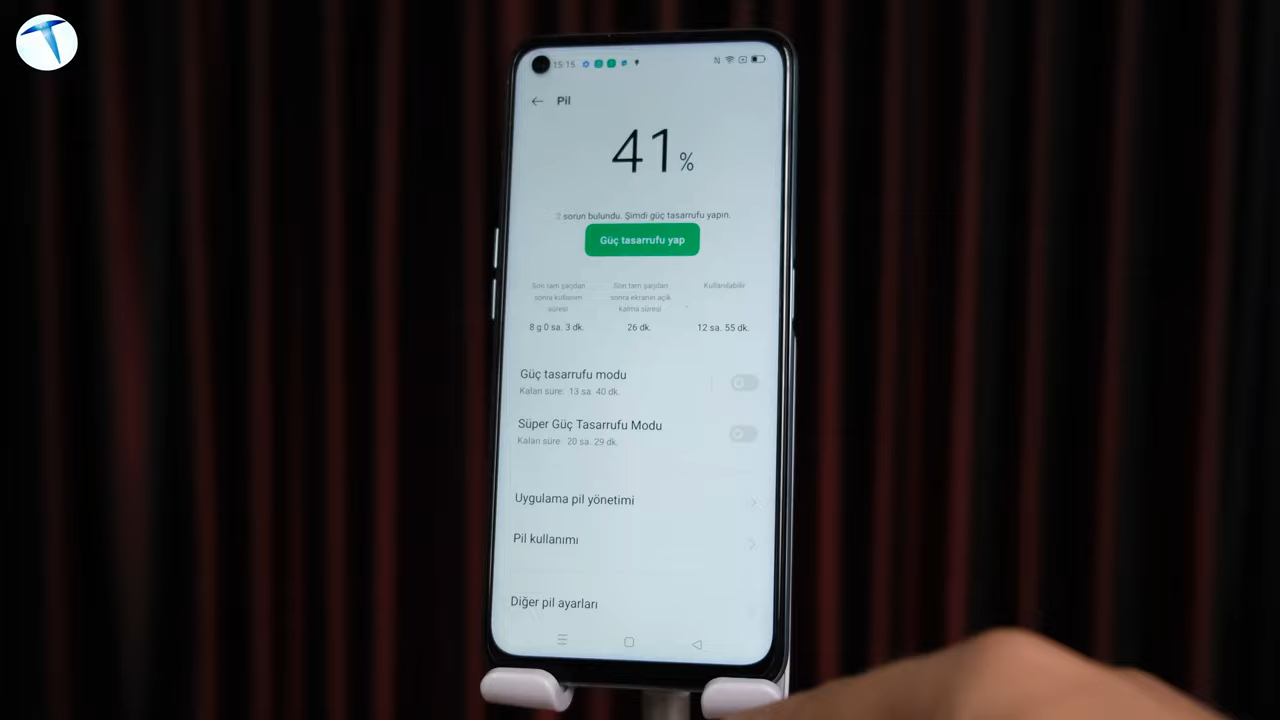 15:15
Pil
41%
2 sorun bulundu. Şimdi güç tasarrufu yapın.
Güç tasarrufu yap
Son tam şarjdan
sonra kullanım
süresi
8 g 0 sa. 3 dk.
Son tam şarjdan
sonra ekranın açık
kalma süresi
26 dk.
Kullanılabilir
12 sa. 55 dk.
Güç tasarrufu modu
Kalan süre: 13 sa. 40 dk.
Süper Güç Tasarrufu Modu
Kalan süre: 20 sa. 29 dk.
Uygulama pil yönetimi
Pil kullanımı
Diğer pil ayarları